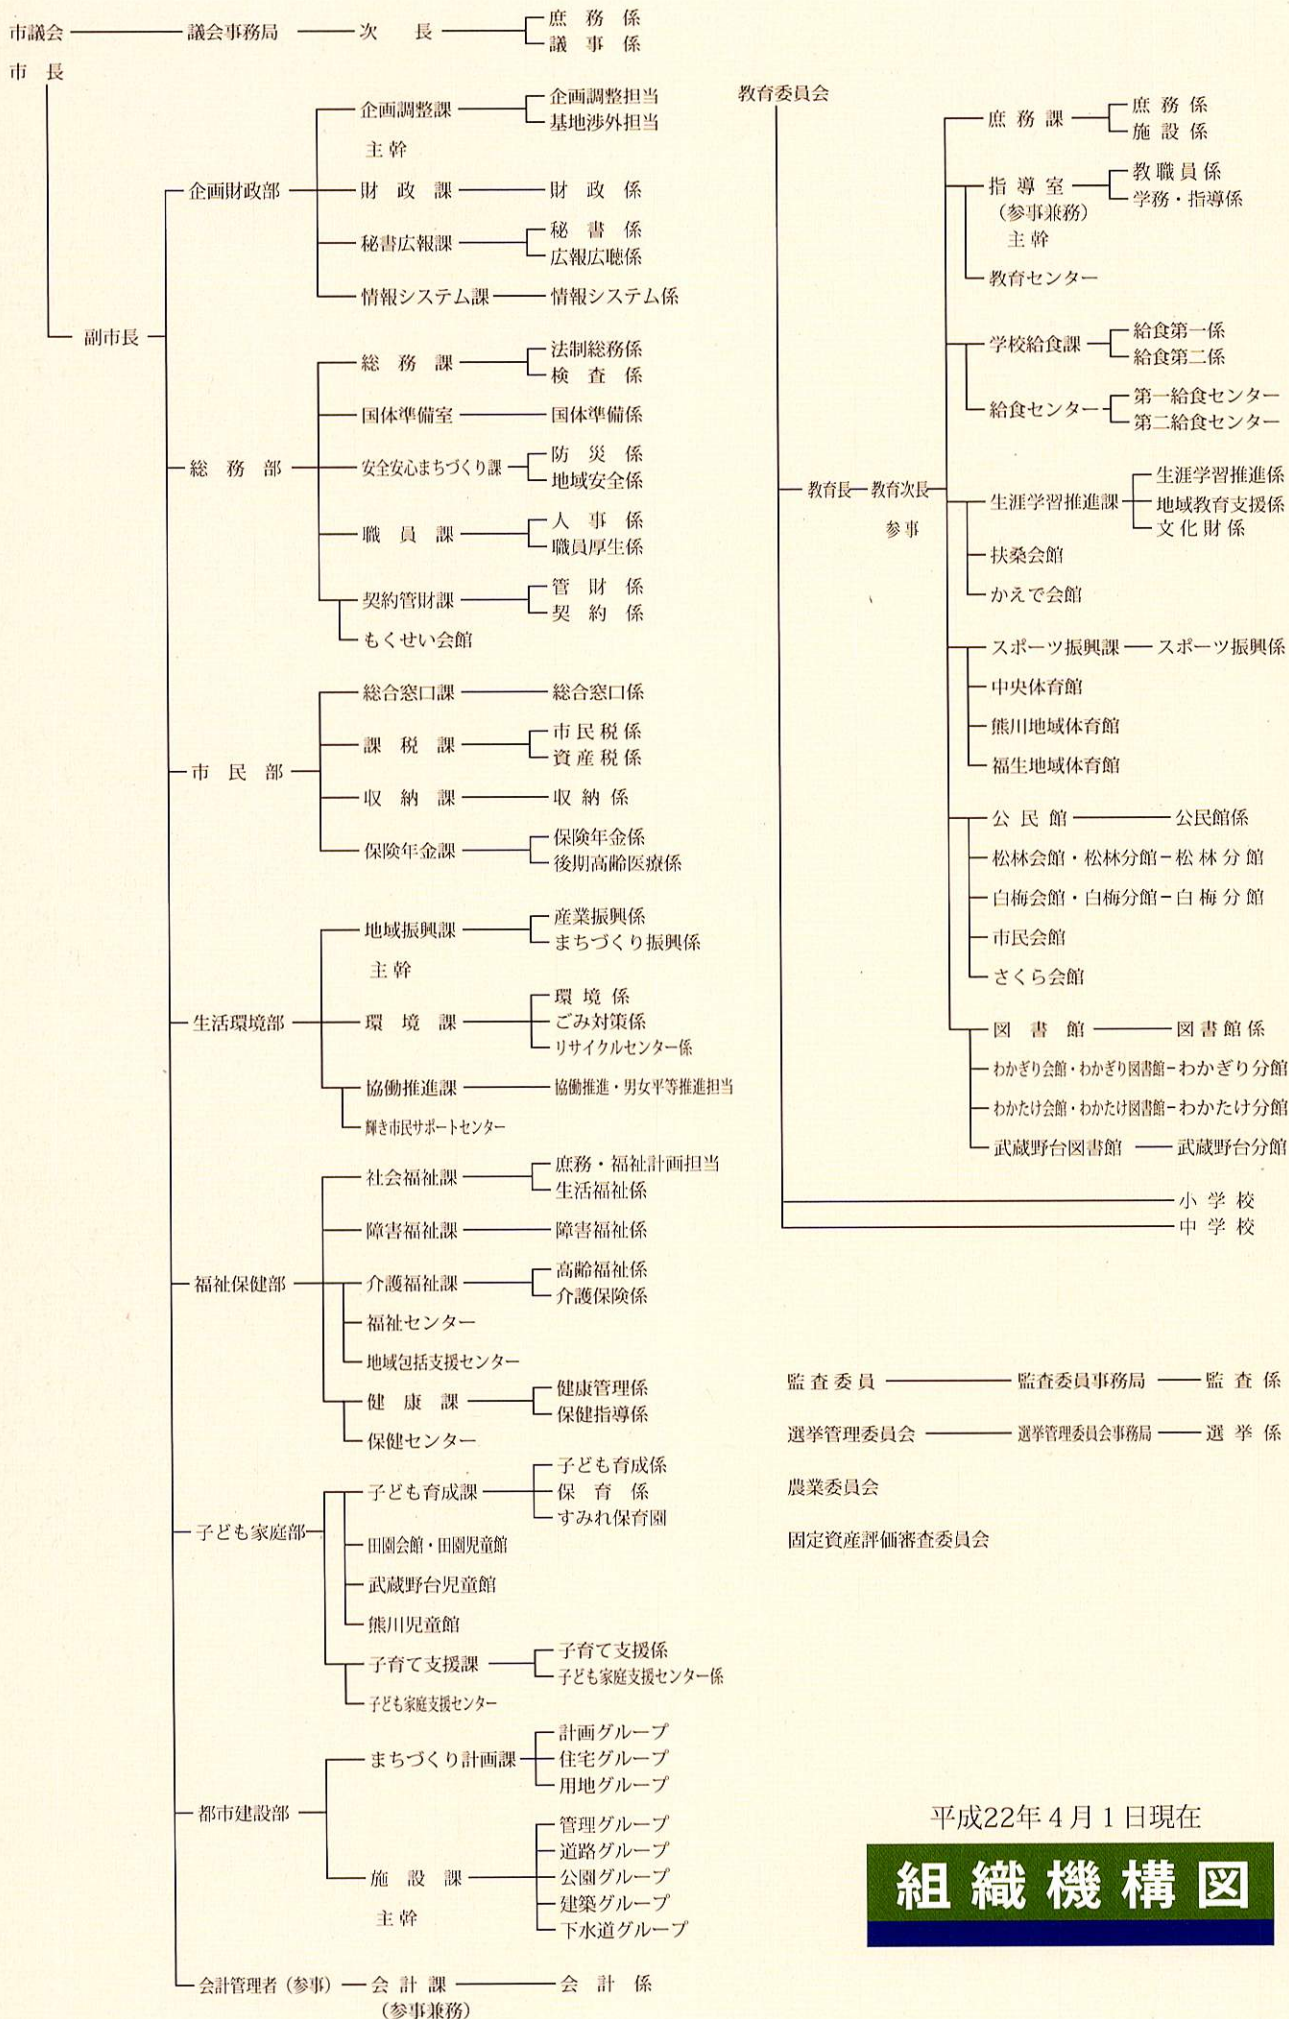 市議会 議会事務局 次長 庶務係
議事係
市長
企画調整課 企画調整担当
基地渉外担当
主幹
企画財政部 財政課 財政係
秘書広報課 秘書係
広報広聴係
情報システム課 情報システム係
副市長
総務課 法制総務係
検査係
国体準備室 国体準備係
総務部 安全安心まちづくり課 防災係
地域安全係
職員課 人事係
職員厚生係
契約管財課 管財係
契約係
もくせい会館
総合窓口課 総合窓口係
課税課 市民税係
資産税係
市民部
収納課 収納係
保険年金課 保険年金係
後期高齢医療係
地域振興課 産業振興係
まちづくり振興係
主幹
環境係
生活環境部 環境課 ごみ対策係
リサイクルセンター係
協働推進課 協働推進・男女平等推進担当
輝き市民サポートセンター
社会福祉課 庶務・福祉計画担当
生活福祉係
障害福祉課 障害福祉係
福祉保健部 介護福祉課 高齢福祉係
介護保険係
福祉センター
地域包括支援センター
健康課 健康管理係
保健指導係
保健センター
子ども育成係
子ども育成課 保育係
すみれ保育園
子ども家庭部
田園会館・田園児童館
武蔵野台児童館
熊川児童館
子育て支援課 子育て支援係
子ども家庭支援センター係
子ども家庭支援センター
計画グループ
まちづくり計画課 住宅グループ
用地グループ
都市建設部
管理グループ
道路グループ
施設課 公園グループ
建築グループ
主幹
下水道グループ
会計管理者(参事) 会計課 会計係
(参事兼務)
教育委員会
庶務課 庶務係
施設係
指導室 教職員係
学務・指導係
(参事兼務)
主幹
教育センター
学校給食課 給食第一係
給食第二係
給食センター 第一給食センター
第二給食センター
生涯学習推進係
教育長 教育次長 生涯学習推進課 地域教育支援係
文化財係
参事
扶桑会館
かえで会館
スポーツ振興課 スポーツ振興係
中央体育館
熊川地域体育館
福生地域体育館
公民館 公民館係
松林会館・松林分館 松林分館
白梅会館・白梅分館 白梅分館
市民会館
さくら会館
図書館 図書館係
わかぎり会館・わかぎり図書館 わかぎり分館
わかたけ会館・わかたけ図書館 わかたけ分館
武蔵野台図書館 武蔵野台分館
小学校
中学校
監査委員 監査委員事務局 監査係
選挙管理委員会 選挙管理委員会事務局 選挙係
農業委員会
固定資産評価審査委員会
平成22年4月1日現在
組織機構図